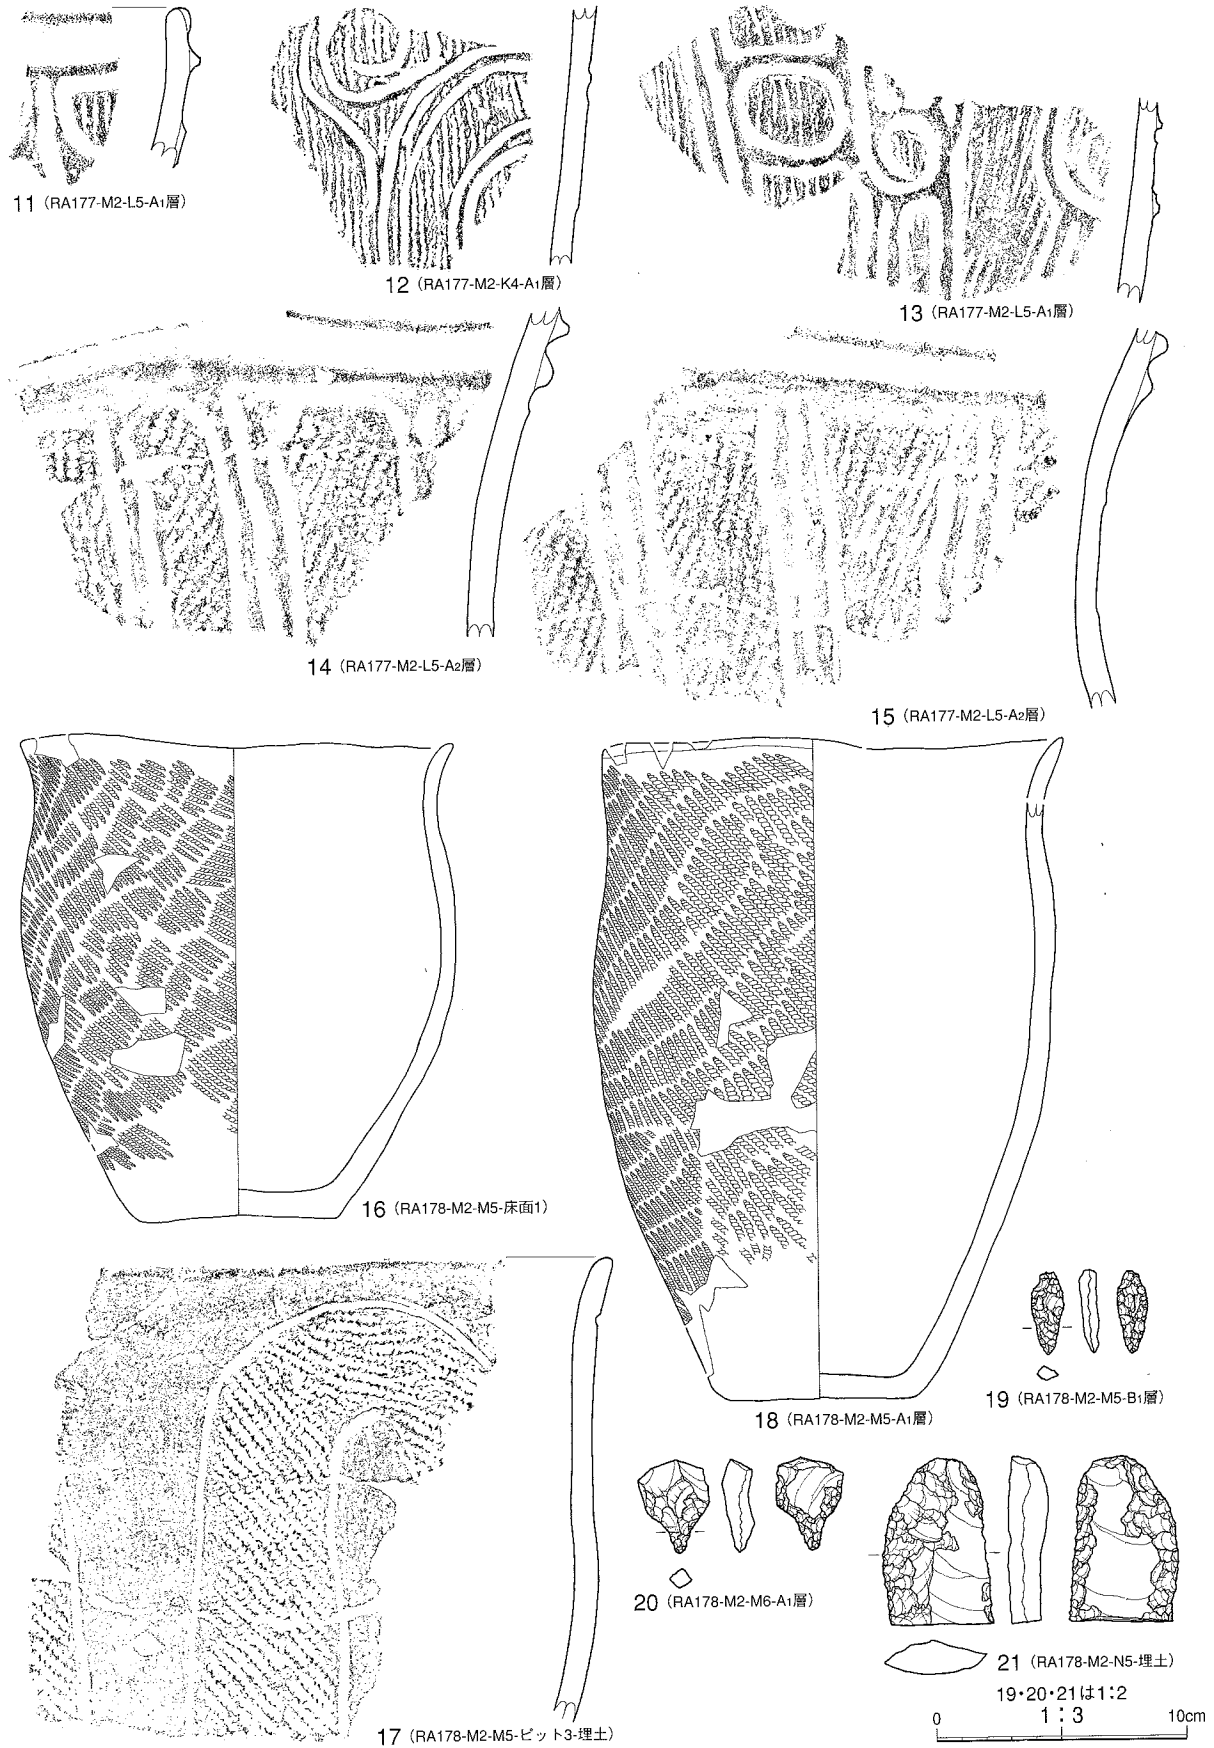 11（RA177-M2-L5-A1層）
12（RA177-M2-K4-A1層）
13（RA177-M2-L5-A1層）
14（RA177-M2-L5-A2層）
15（RA177-M2-L5-A2層）
16（RA178-M2-M5-床面1）
18（RA178-M2-M5-A1層）
19（RA178-M2-M5-B1層）
20（RA178-M2-M6-A1層）
21（RA178-M2-N5-埋土）
19・20・21は1：2
1：3
0 10cm
17（RA178-M2-M5-ピット3-埋土）